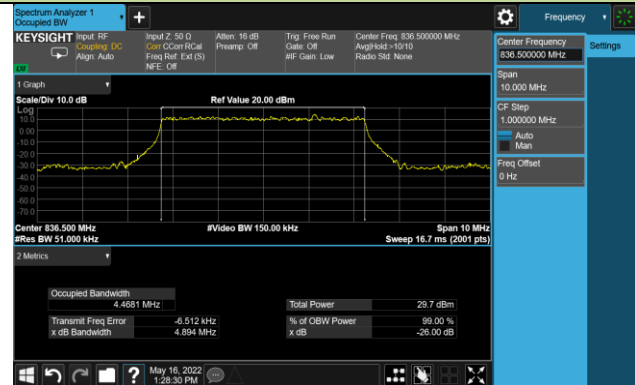 Spectrum Analyzer 1
Occupied BW
+
Frequency
KEYSIGHT
Input: RF
Coupling: DC
Align: Auto
Input Z: 50 Ω
Corr CCorr RCal
Freq Ref: Ext (S)
NFE: Off
Atten: 16 dB
Preamp: Off
Trig: Free Run
Gate: Off
#IF Gain: Low
Center Freq: 836.500000 MHz
Avg|Hold:>10/10
Radio Std: None
Center Frequency
836.500000 MHz
Settings
Span
10.000 MHz
CF Step
1.000000 MHz
Auto
Man
Freq Offset
0 Hz
1 Graph
Scale/Div 10.0 dB
Ref Value 20.00 dBm
Log
10.0
0.00
-10.0
-20.0
-30.0
-40.0
-50.0
-60.0
-70.0
Center 836.500 MHz
#Video BW 150.00 kHz
Span 10 MHz
#Res BW 51.000 kHz
Sweep 16.7 ms (2001 pts)
2 Metrics
Occupied Bandwidth
4.4681 MHz
Total Power
29.7 dBm
Transmit Freq Error
-6.512 kHz
% of OBW Power
99.00 %
x dB Bandwidth
4.894 MHz
x dB
-26.00 dB
?
May 16, 2022
1:28:30 PM